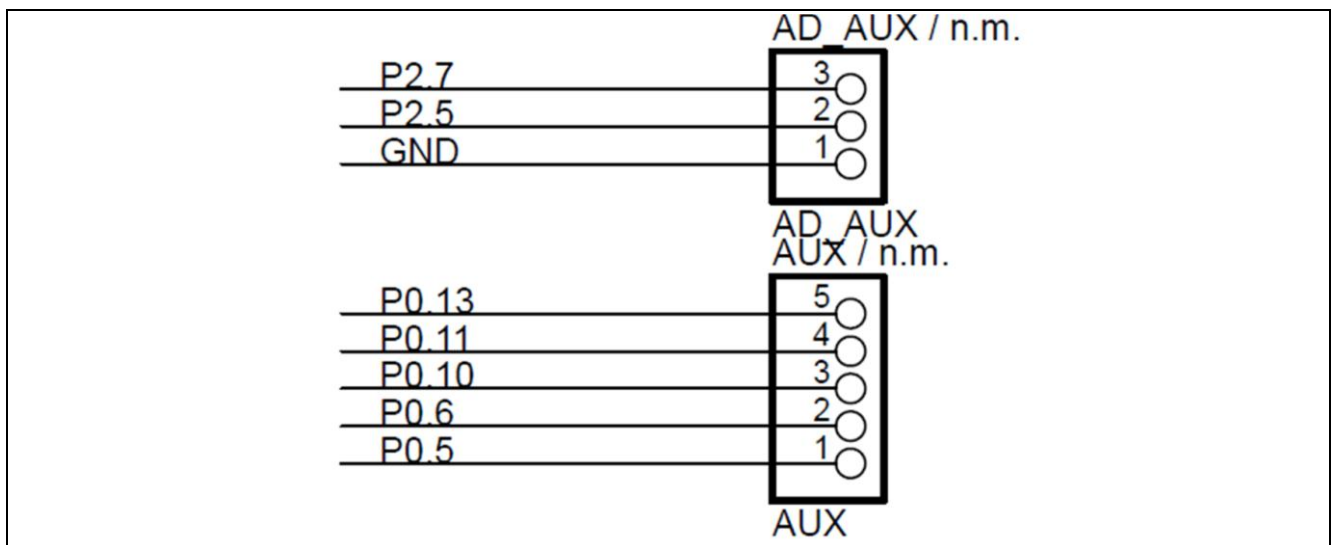 AD_AUX / n.m.
P2.7 3
P2.5 2
GND 1
AD_AUX
AUX / n.m.
P0.13 5
P0.11 4
P0.10 3
P0.6 2
P0.5 1
AUX